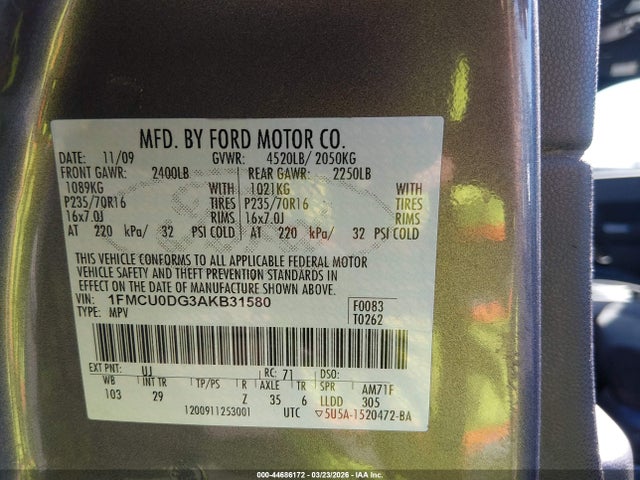 MFD. BY FORD MOTOR CO.
DATE: 11/09 GVWR: 4520LB/ 2050KG
FRONT GAWR: 2400LB REAR GAWR: 2250LB
1089KG WITH 1021KG WITH
P235/70R16 TIRES P235/70R16 TIRES
16x7.0J RIMS 16x7.0J RIMS
AT 220 kPa/ 32 PSI COLD AT 220 kPa/ 32 PSI COLD
THIS VEHICLE CONFORMS TO ALL APPLICABLE FEDERAL MOTOR
VEHICLE SAFETY AND THEFT PREVENTION STANDARDS IN
EFFECT ON THE DATE OF MANUFACTURE SHOWN ABOVE.
VIN: 1FMCU0DG3AKB31580 F0083
TYPE: MPV T0262
EXT PNT: UJ RC: 71 DSO:
WB INT TR TP/PS R AXLE TR SPR AM71F
103 29 Z 35 6 LLDD 305
1200911253001 UTC ▽5U5A-1520472-BA
000-44686172 — 03/23/2026 - IAA Inc.